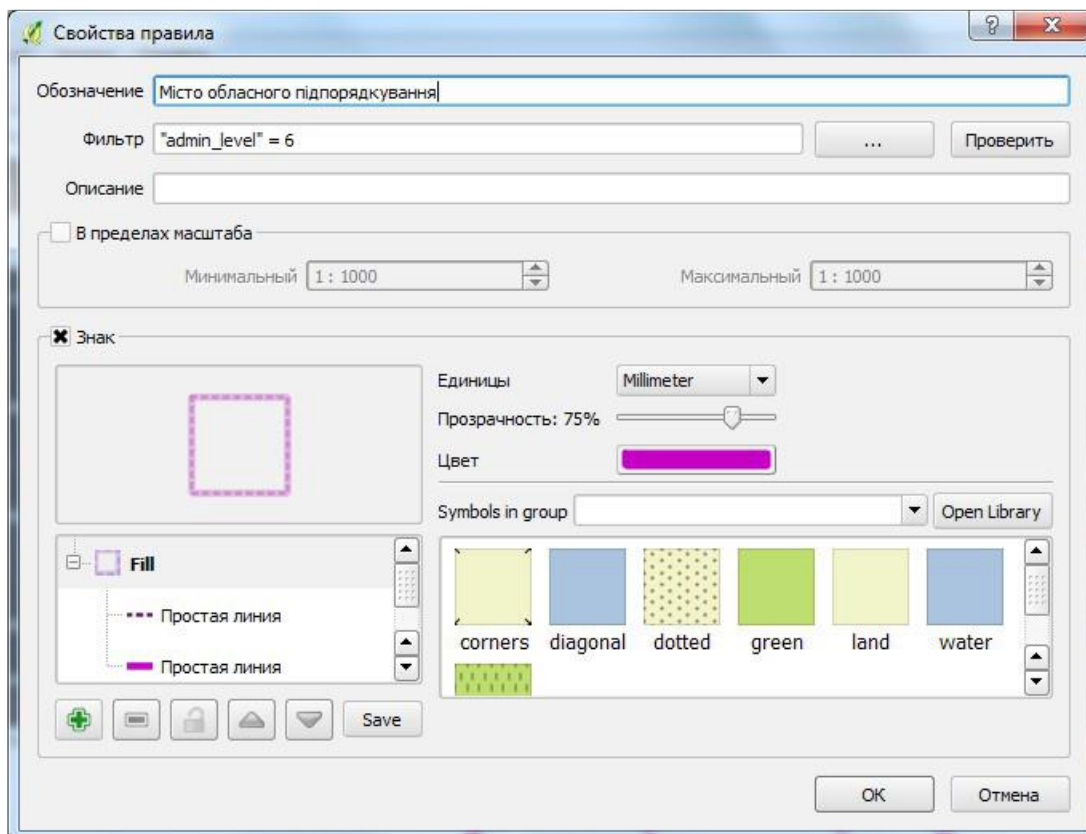 Свойства правила
Обозначение Місто обласного підпорядкування
Фильтр "admin_level" = 6 ... Проверить
Описание
В пределах масштаба
Минимальный 1 : 1000 Максимальный 1 : 1000
Знак
Единицы Millimeter
Прозрачность: 75%
Цвет
Symbols in group Open Library
Fill
Простая линия
Простая линия
corners diagonal dotted green land water
Save
OK Отмена